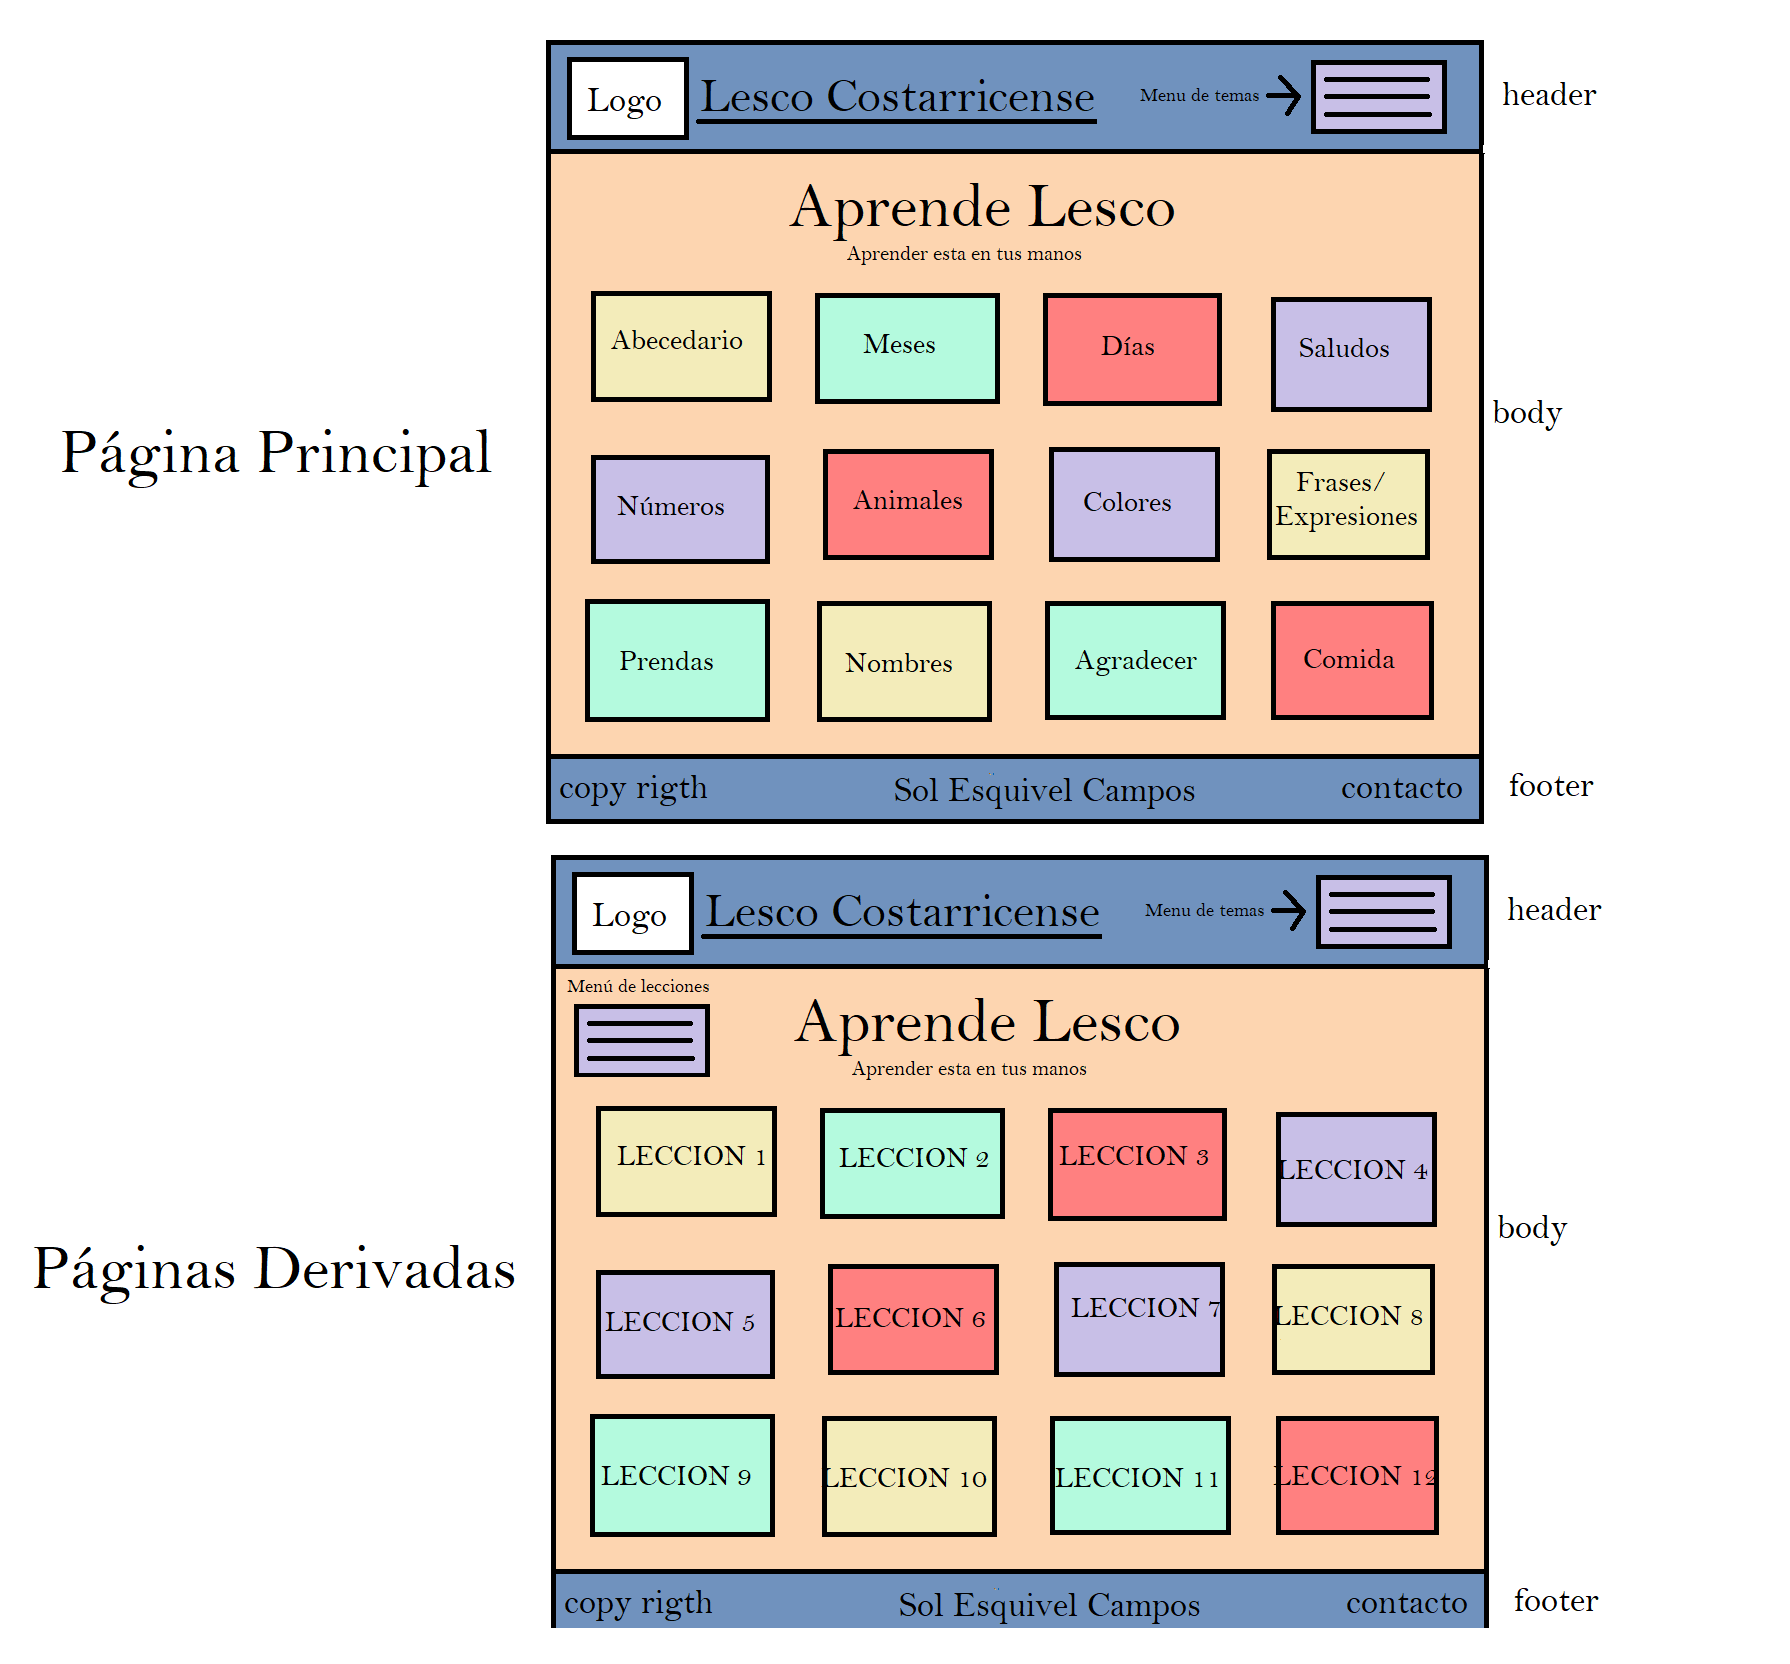 Logo
Lesco Costarricense
Menu de temas
header
Aprende Lesco
Aprender esta en tus manos
Abecedario
Meses
Días
Saludos
body
Página Principal
Números
Animales
Colores
Frases/
Expresiones
Prendas
Nombres
Agradecer
Comida
copy rigth
Sol Esquivel Campos
contacto
footer
Logo
Lesco Costarricense
Menu de temas
header
Menú de lecciones
Aprende Lesco
Aprender esta en tus manos
LECCION 1
LECCION 2
LECCION 3
LECCION 4
body
Páginas Derivadas
LECCION 5
LECCION 6
LECCION 7
LECCION 8
LECCION 9
LECCION 10
LECCION 11
LECCION 12
copy rigth
Sol Esquivel Campos
contacto
footer